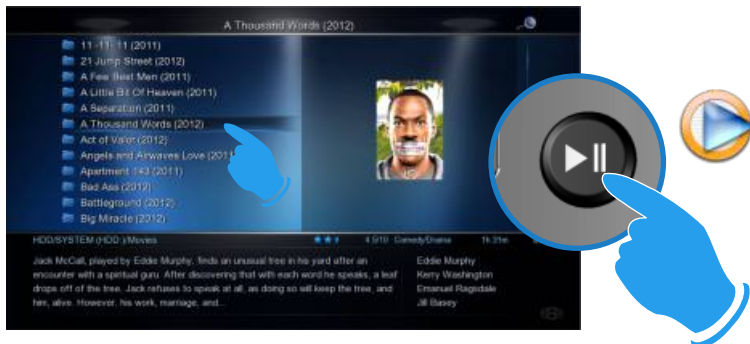 A Thousand Words (2012)
11-11-11 (2011)
21 Jump Street (2012)
A Few Best Men (2011)
A Little Bit Of Heaven (2011)
A Separation (2011)
A Thousand Words (2012)
Act of Valor (2012)
Angels and Airwaves Love (2011
Apartment 143 (2011)
Bad Ass (2012)
Battleground (2012)
Big Miracle (2012)
HDD/SYSTEM (HDD )/Movies 4.5/10 Comedy/Drama 1h 31m
Jack McCall, played by Eddie Murphy, finds an unusual tree in his yard after an
encounter with a spiritual guru. After discovering that with each word he speaks, a leaf
drops off of the tree. Jack refuses to speak at all, as doing so will keep the tree, and
him, alive. However, his work, marriage, and...
Eddie Murphy
Kerry Washington
Emanuel Ragsdale
Jill Basey